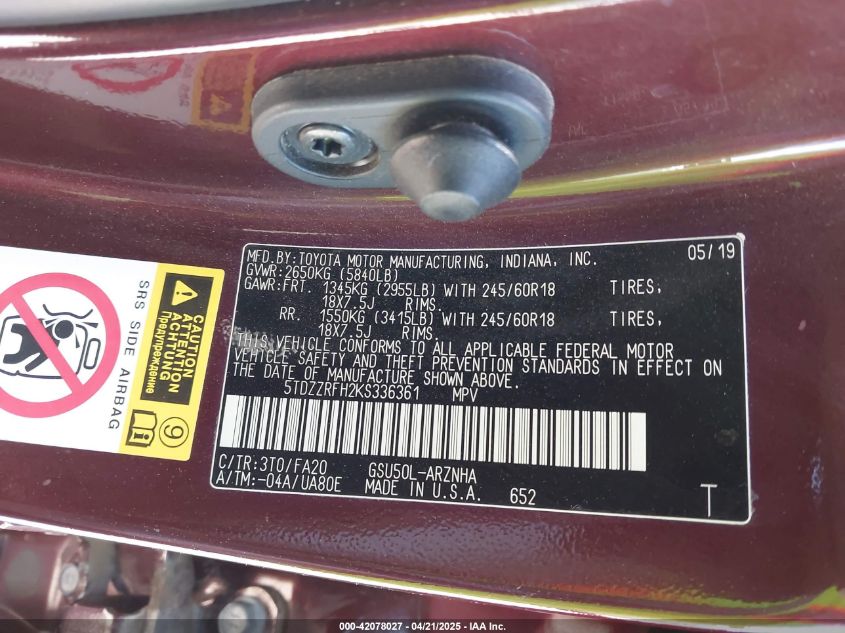 MFD.BY:TOYOTA MOTOR MANUFACTURING, INDIANA, INC. 05/19
GVWR:2650KG (5840LB)
GAWR:FRT. 1345KG (2955LB) WITH 245/60R18 TIRES,
18X7.5J RIMS,
RR. 1550KG (3415LB) WITH 245/60R18 TIRES,
18X7.5J RIMS.
THIS VEHICLE CONFORMS TO ALL APPLICABLE FEDERAL MOTOR
VEHICLE SAFETY AND THEFT PREVENTION STANDARDS IN EFFECT ON
THE DATE OF MANUFACTURE SHOWN ABOVE.
5TDZZRFH2KS336361 MPV
C/TR:3T0/FA20 GSU50L-ARZNHA
A/TM:-04A/UA80E MADE IN U.S.A. 652 T
SRS SIDE AIRBAG
CAUTION
ATTENTION
ACHTUNG
Предупреждение
9
000-42078027 - 04/21/2025 - IAA Inc.